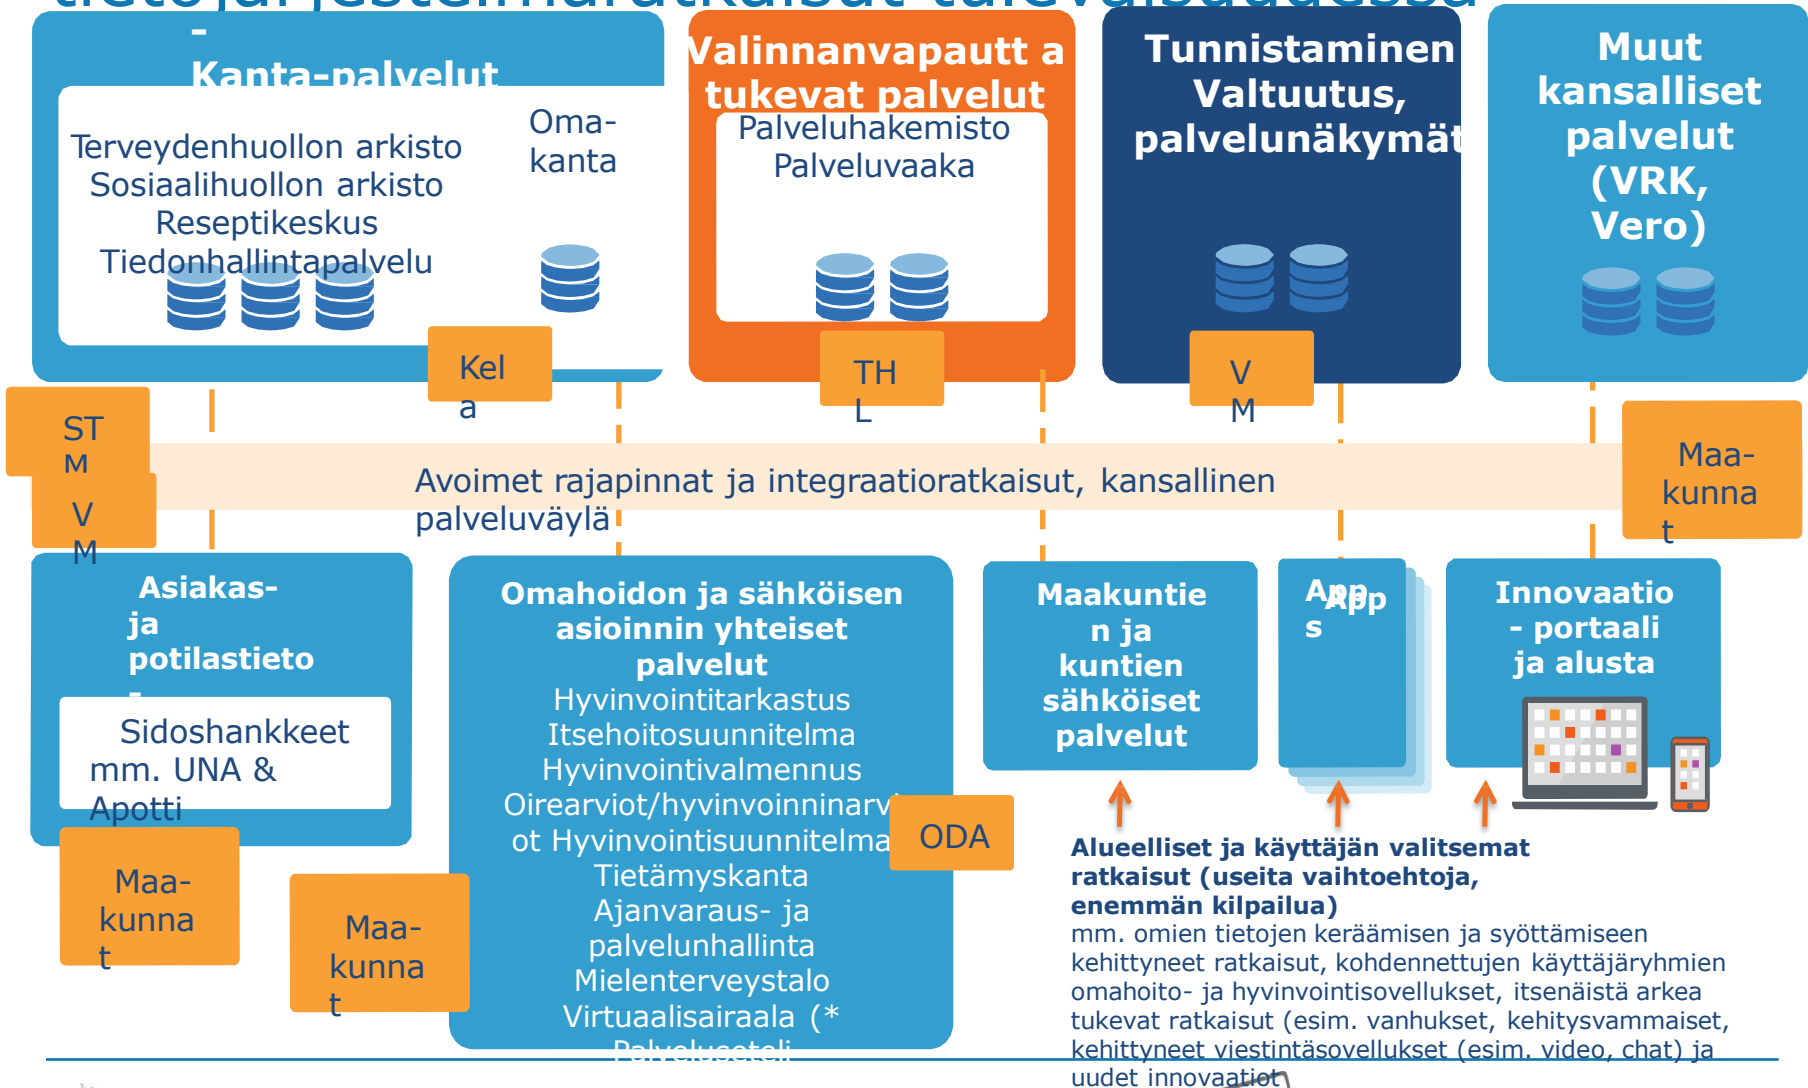 tietojärjestelmäratkaisut tulevaisuudessa
-
Kanta-palvelut
Terveydenhuollon arkisto
Sosiaalihuollon arkisto
Reseptikeskus
Tiedonhallintapalvelu
Oma-
kanta
Kel
a
Valinnanvapautt a
tukevat palvelut
Palveluhakemisto
Palveluvaaka
TH
L
Tunnistaminen
Valtuutus,
palvelunäkymät
V
M
Muut
kansalliset
palvelut
(VRK,
Vero)
ST
M
V
M
Avoimet rajapinnat ja integraatioratkaisut, kansallinen
palveluväylä
Maa-
kunna
t
Asiakas-
ja
potilastieto
-
Sidoshankkeet
mm. UNA &
Apotti
Maa-
kunna
t
Maa-
kunna
t
Omahoidon ja sähköisen
asioinnin yhteiset
palvelut
Hyvinvointitarkastus
Itsehoitosuunnitelma
Hyvinvointivalmennus
Oirearviot/hyvinvoinninarvi
ot Hyvinvointisuunnitelma
Tietämyskanta
Ajanvaraus- ja
palvelunhallinta
Mielenterveystalo
Virtuaalisairaala (*
Palveluseteli
ODA
Maakuntie
n ja
kuntien
sähköiset
palvelut
App
s
App
Innovaatio
- portaali
ja alusta
Alueelliset ja käyttäjän valitsemat
ratkaisut (useita vaihtoehtoja,
enemmän kilpailua)
mm. omien tietojen keräämisen ja syöttämiseen
kehittyneet ratkaisut, kohdennettujen käyttäjäryhmien
omahoito- ja hyvinvointisovellukset, itsenäistä arkea
tukevat ratkaisut (esim. vanhukset, kehitysvammaiset,
kehittyneet viestintäsovellukset (esim. video, chat) ja
uudet innovaatiot